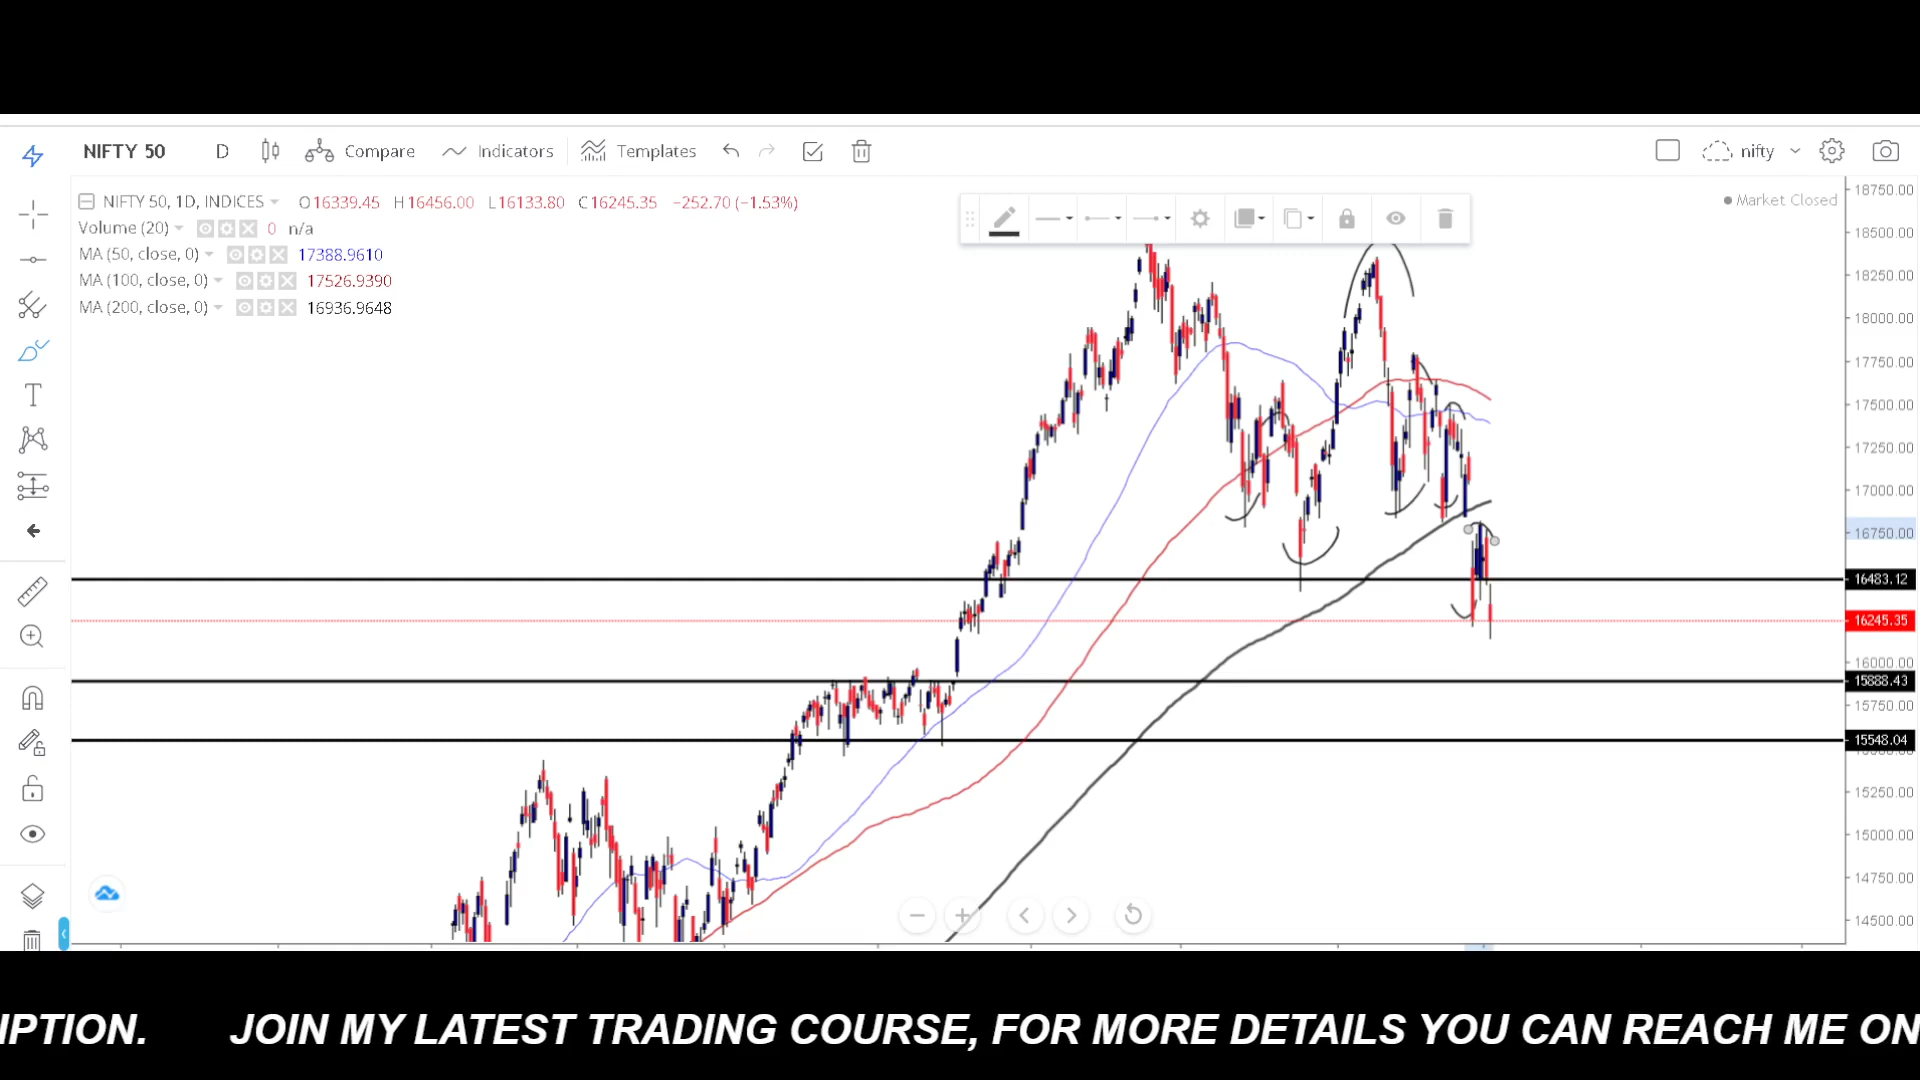 NIFTY 50 D Compare Indicators Templates nifty
NIFTY 50, 1D, INDICES O16339.45 H16456.00 L16133.80 C16245.35 −252.70 (−1.53%)
Market Closed
Volume (20) 0 n/a
MA (50, close, 0) 17388.9610
MA (100, close, 0) 17526.9390
MA (200, close, 0) 16936.9648
18750.00
18500.00
18250.00
18000.00
17750.00
17500.00
17250.00
17000.00
16750.00
16483.12
16245.35
16000.00
15888.43
15750.00
15548.04
15250.00
15000.00
14750.00
14500.00
IPTION. JOIN MY LATEST TRADING COURSE, FOR MORE DETAILS YOU CAN REACH ME ON